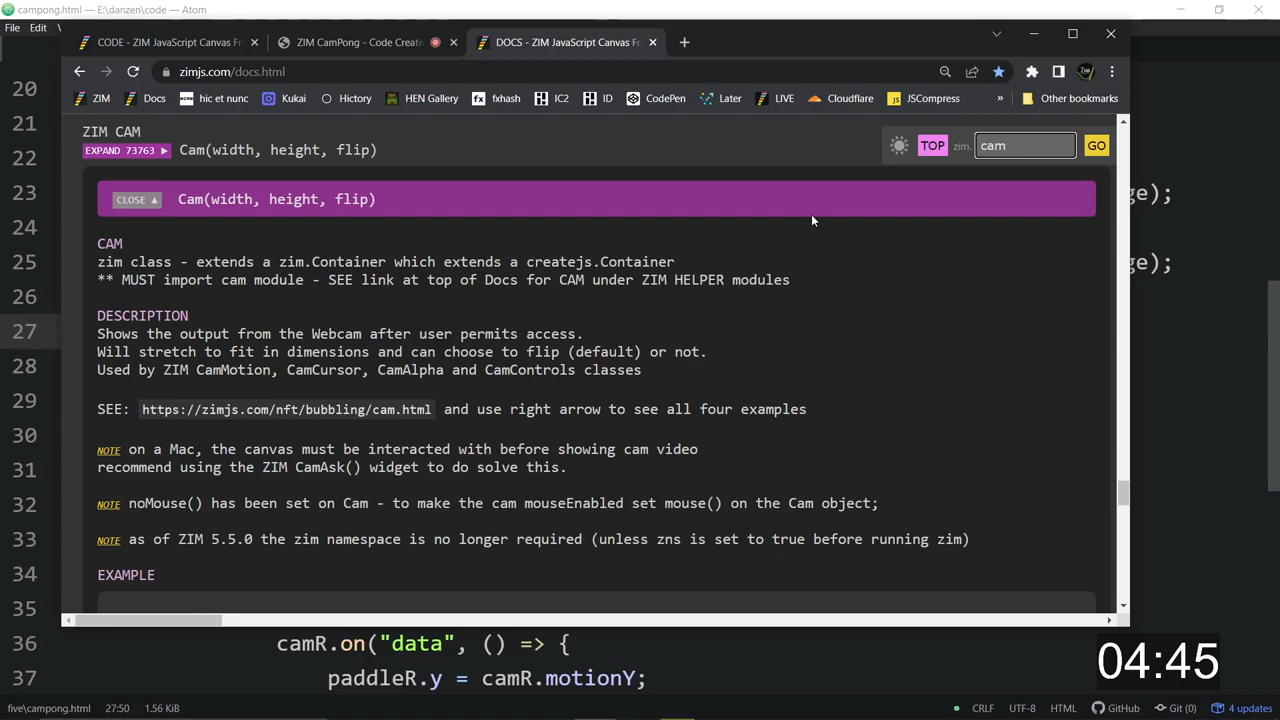 campong.html — E:\danzen\code — Atom
File Edit V
CODE - ZIM JavaScript Canvas Fr
ZIM CamPong - Code Creati
DOCS - ZIM JavaScript Canvas Fr
zimjs.com/docs.html
ZIM Docs hic et nunc Kukai Hictory HEN Gallery fxhash IC2 ID CodePen Later LIVE Cloudflare JSCompress » Other bookmarks
ZIM CAM
EXPAND 73763 ▶ Cam(width, height, flip)
TOP zim. cam GO
CLOSE ▲ Cam(width, height, flip)
CAM
zim class - extends a zim.Container which extends a createjs.Container
** MUST import cam module - SEE link at top of Docs for CAM under ZIM HELPER modules
DESCRIPTION
Shows the output from the Webcam after user permits access.
Will stretch to fit in dimensions and can choose to flip (default) or not.
Used by ZIM CamMotion, CamCursor, CamAlpha and CamControls classes
SEE: https://zimjs.com/nft/bubbling/cam.html and use right arrow to see all four examples
NOTE on a Mac, the canvas must be interacted with before showing cam video
recommend using the ZIM CamAsk() widget to do solve this.
NOTE noMouse() has been set on Cam - to make the cam mouseEnabled set mouse() on the Cam object;
NOTE as of ZIM 5.5.0 the zim namespace is no longer required (unless zns is set to true before running zim)
EXAMPLE
20
21
22
23 ge);
24
25 ge);
26
27
28
29
30
31
32
33
34
35
36 camR.on("data", () => {
37 paddleR.y = camR.motionY;
04:45
five\campong.html 27:50 1.56 KiB CRLF UTF-8 HTML GitHub Git (0) 4 updates